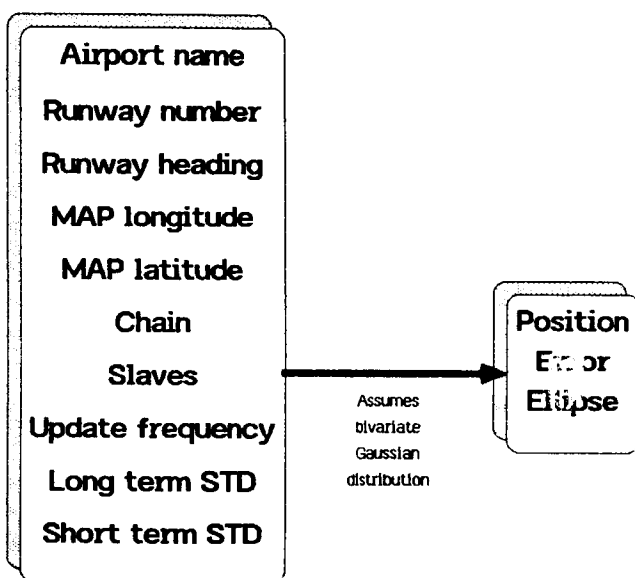 Airport name
Runway number
Runway heading
MAP longitude
MAP latitude
Chain
Slaves
Update frequency
Long term STD
Short term STD
Assumes
bivariate
Gaussian
distribution
Position
Error
Ellipse